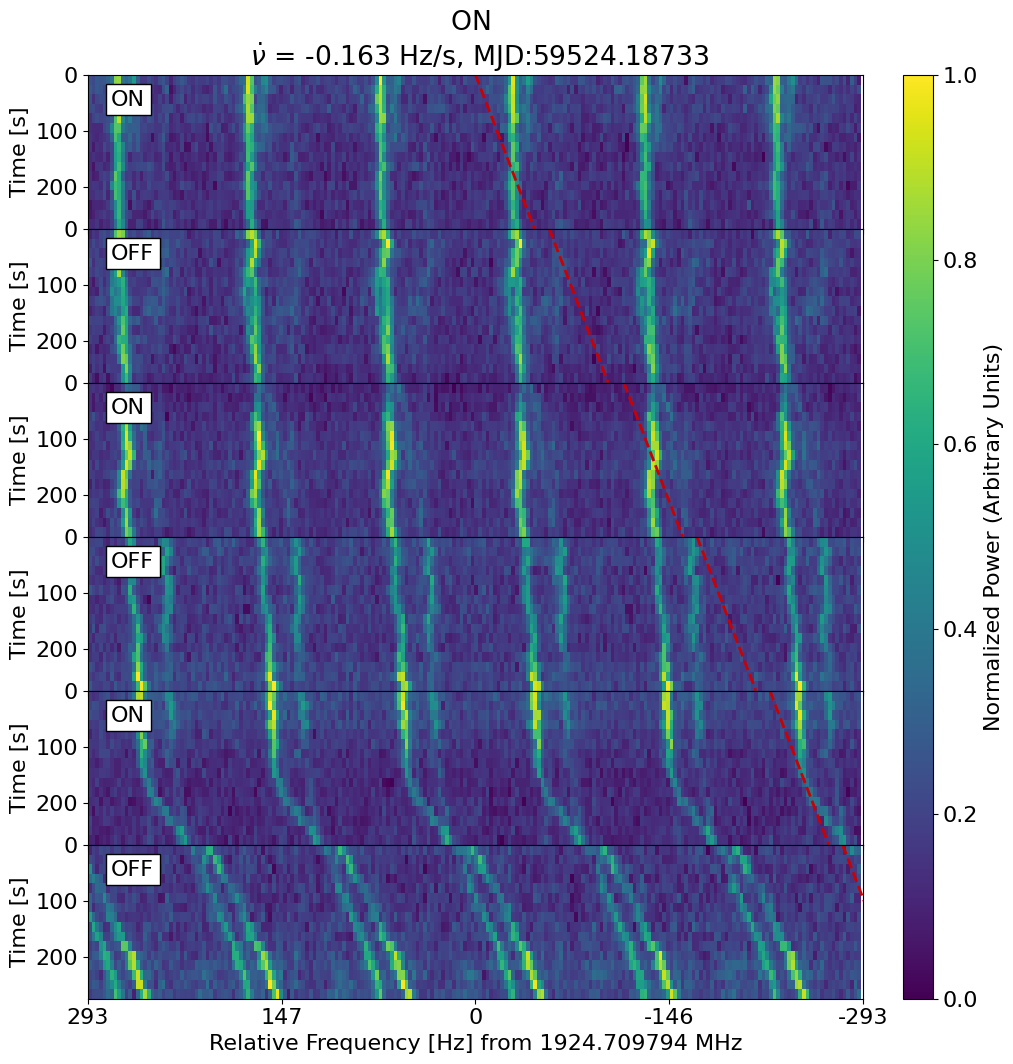 ON
ν̇ = -0.163 Hz/s, MJD:59524.18733
0
ON
100
Time [s]
200
0
OFF
100
Time [s]
200
0
ON
100
Time [s]
200
0
OFF
100
Time [s]
200
0
ON
100
Time [s]
200
0
OFF
100
Time [s]
200
293 147 0 -146 -293
Relative Frequency [Hz] from 1924.709794 MHz
1.0
0.8
0.6
0.4
0.2
0.0
Normalized Power (Arbitrary Units)